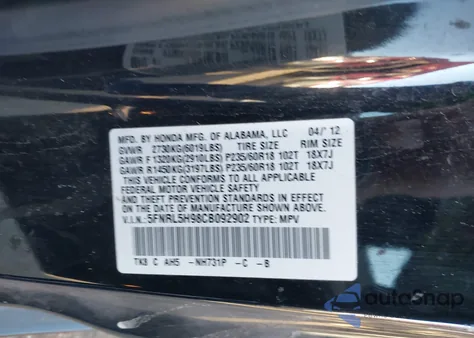 MFD. BY HONDA MFG. OF ALABAMA, LLC 04/'12
GVWR 2730KG(6019LBS) TIRE SIZE RIM SIZE
GAWR F 1320KG(2910LBS) P235/60R18 102T 18X7J
GAWR R 1450KG(3197LBS) P235/60R18 102T 18X7J
THIS VEHICLE CONFORMS TO ALL APPLICABLE
FEDERAL MOTOR VEHICLE SAFETY, BUMPER,
AND THEFT PREVENTION STANDARDS IN EFFECT ON
THE DATE OF MANUFACTURE SHOWN ABOVE.
V.I.N.: 5FNRL5H98CB092902 TYPE: MPV
TK8 C AH5 -NH731P -C -B
autoSnap